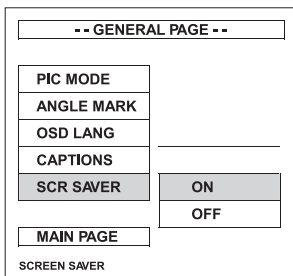 -- GENERAL PAGE --
PIC MODE
ANGLE MARK
OSD LANG
CAPTIONS
SCR SAVER ON
OFF
MAIN PAGE
SCREEN SAVER